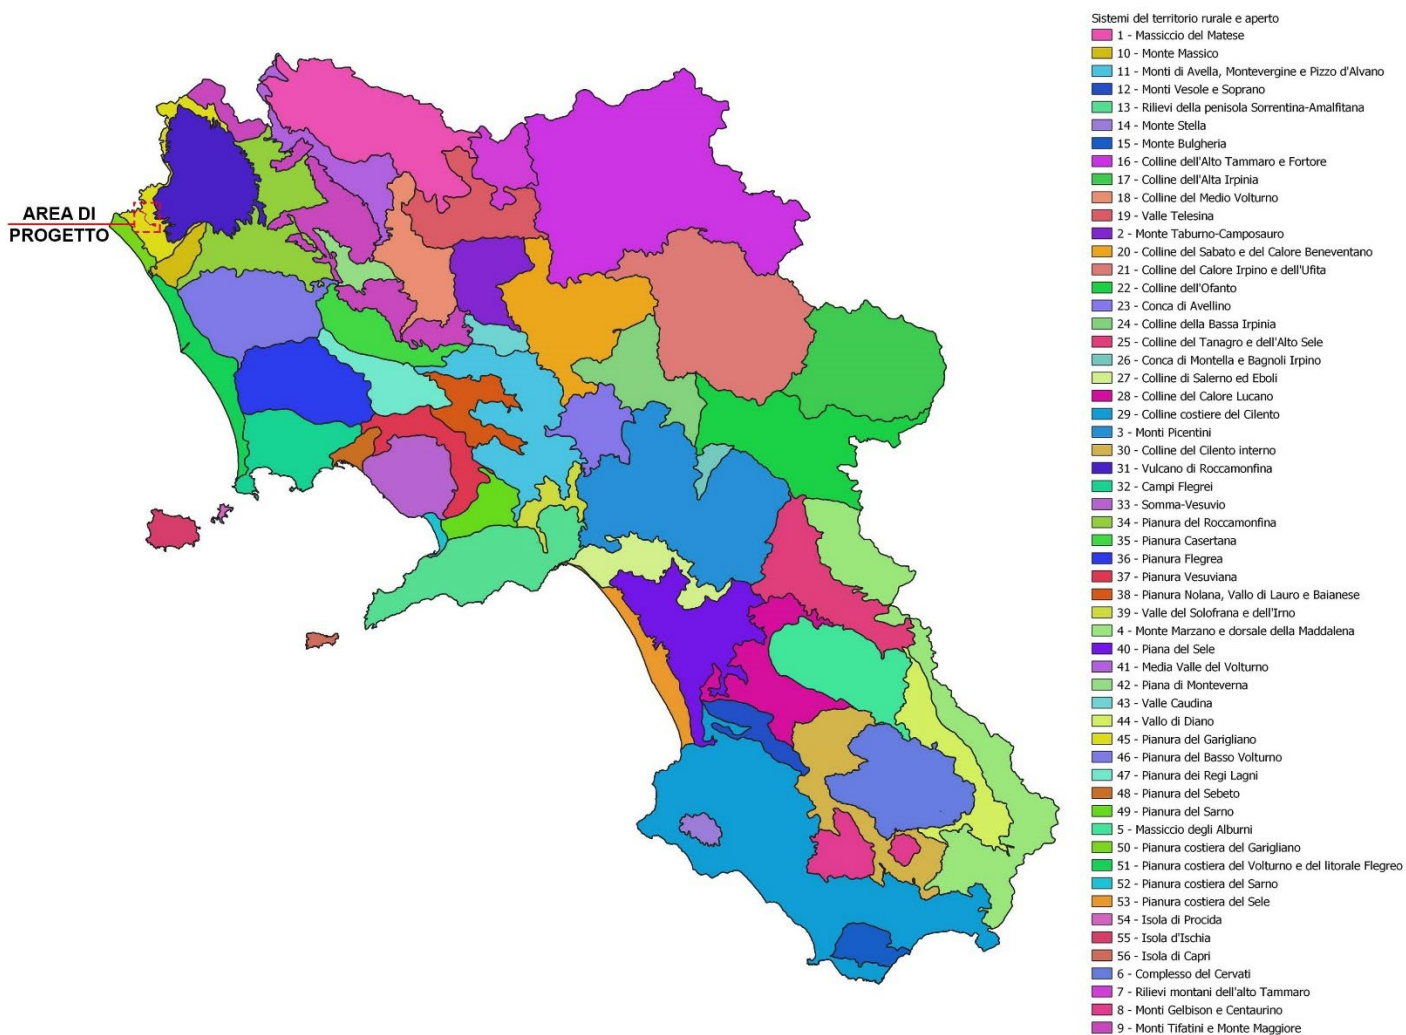 AREA DI
PROGETTO
Sistemi del territorio rurale e aperto
1 - Massiccio del Matese
10 - Monte Massico
11 - Monti di Avella, Montevergine e Pizzo d'Alvano
12 - Monti Vesole e Soprano
13 - Rilievi della penisola Sorrentina-Amalfitana
14 - Monte Stella
15 - Monte Bulgheria
16 - Colline dell'Alto Tammaro e Fortore
17 - Colline dell'Alta Irpinia
18 - Colline del Medio Volturno
19 - Valle Telesina
2 - Monte Taburno-Camposauro
20 - Colline del Sabato e del Calore Beneventano
21 - Colline del Calore Irpino e dell'Ufita
22 - Colline dell'Ofanto
23 - Conca di Avellino
24 - Colline della Bassa Irpinia
25 - Colline del Tanagro e dell'Alto Sele
26 - Conca di Montella e Bagnoli Irpino
27 - Colline di Salerno ed Eboli
28 - Colline del Calore Lucano
29 - Colline costiere del Cilento
3 - Monti Picentini
30 - Colline del Cilento interno
31 - Vulcano di Roccamonfina
32 - Campi Flegrei
33 - Somma-Vesuvio
34 - Pianura del Roccamonfina
35 - Pianura Casertana
36 - Pianura Flegrea
37 - Pianura Vesuviana
38 - Pianura Nolana, Vallo di Lauro e Baianese
39 - Valle del Solofrana e dell'Irno
4 - Monte Marzano e dorsale della Maddalena
40 - Piana del Sele
41 - Media Valle del Volturno
42 - Piana di Monteverna
43 - Valle Caudina
44 - Vallo di Diano
45 - Pianura del Garigliano
46 - Pianura del Basso Volturno
47 - Pianura dei Regi Lagni
48 - Pianura del Sebeto
49 - Pianura del Sarno
5 - Massiccio degli Alburni
50 - Pianura costiera del Garigliano
51 - Pianura costiera del Volturno e del litorale Flegreo
52 - Pianura costiera del Sarno
53 - Pianura costiera del Sele
54 - Isola di Procida
55 - Isola d'Ischia
56 - Isola di Capri
6 - Complesso del Cervati
7 - Rilievi montani dell'alto Tammaro
8 - Monti Gelbison e Centaurino
9 - Monti Tifatini e Monte Maggiore